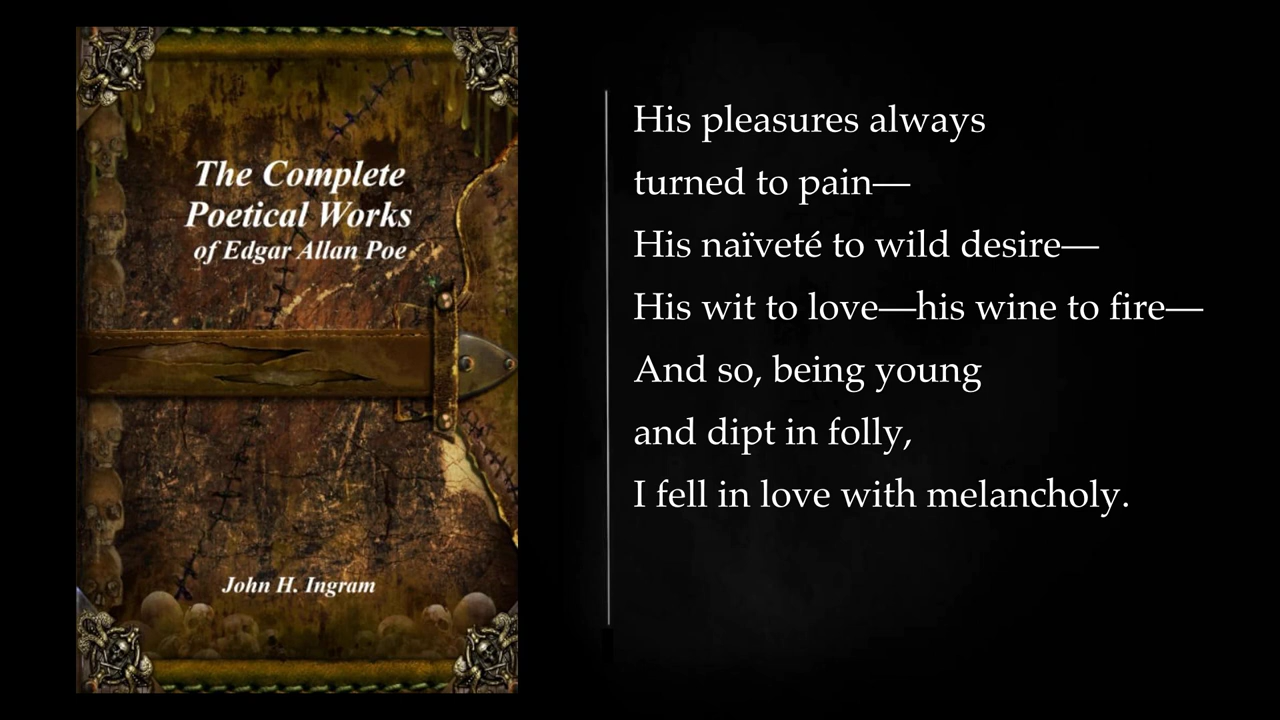 The Complete
Poetical Works
of Edgar Allan Poe
John H. Ingram
His pleasures always
turned to pain—
His naïveté to wild desire—
His wit to love—his wine to fire—
And so, being young
and dipt in folly,
I fell in love with melancholy.